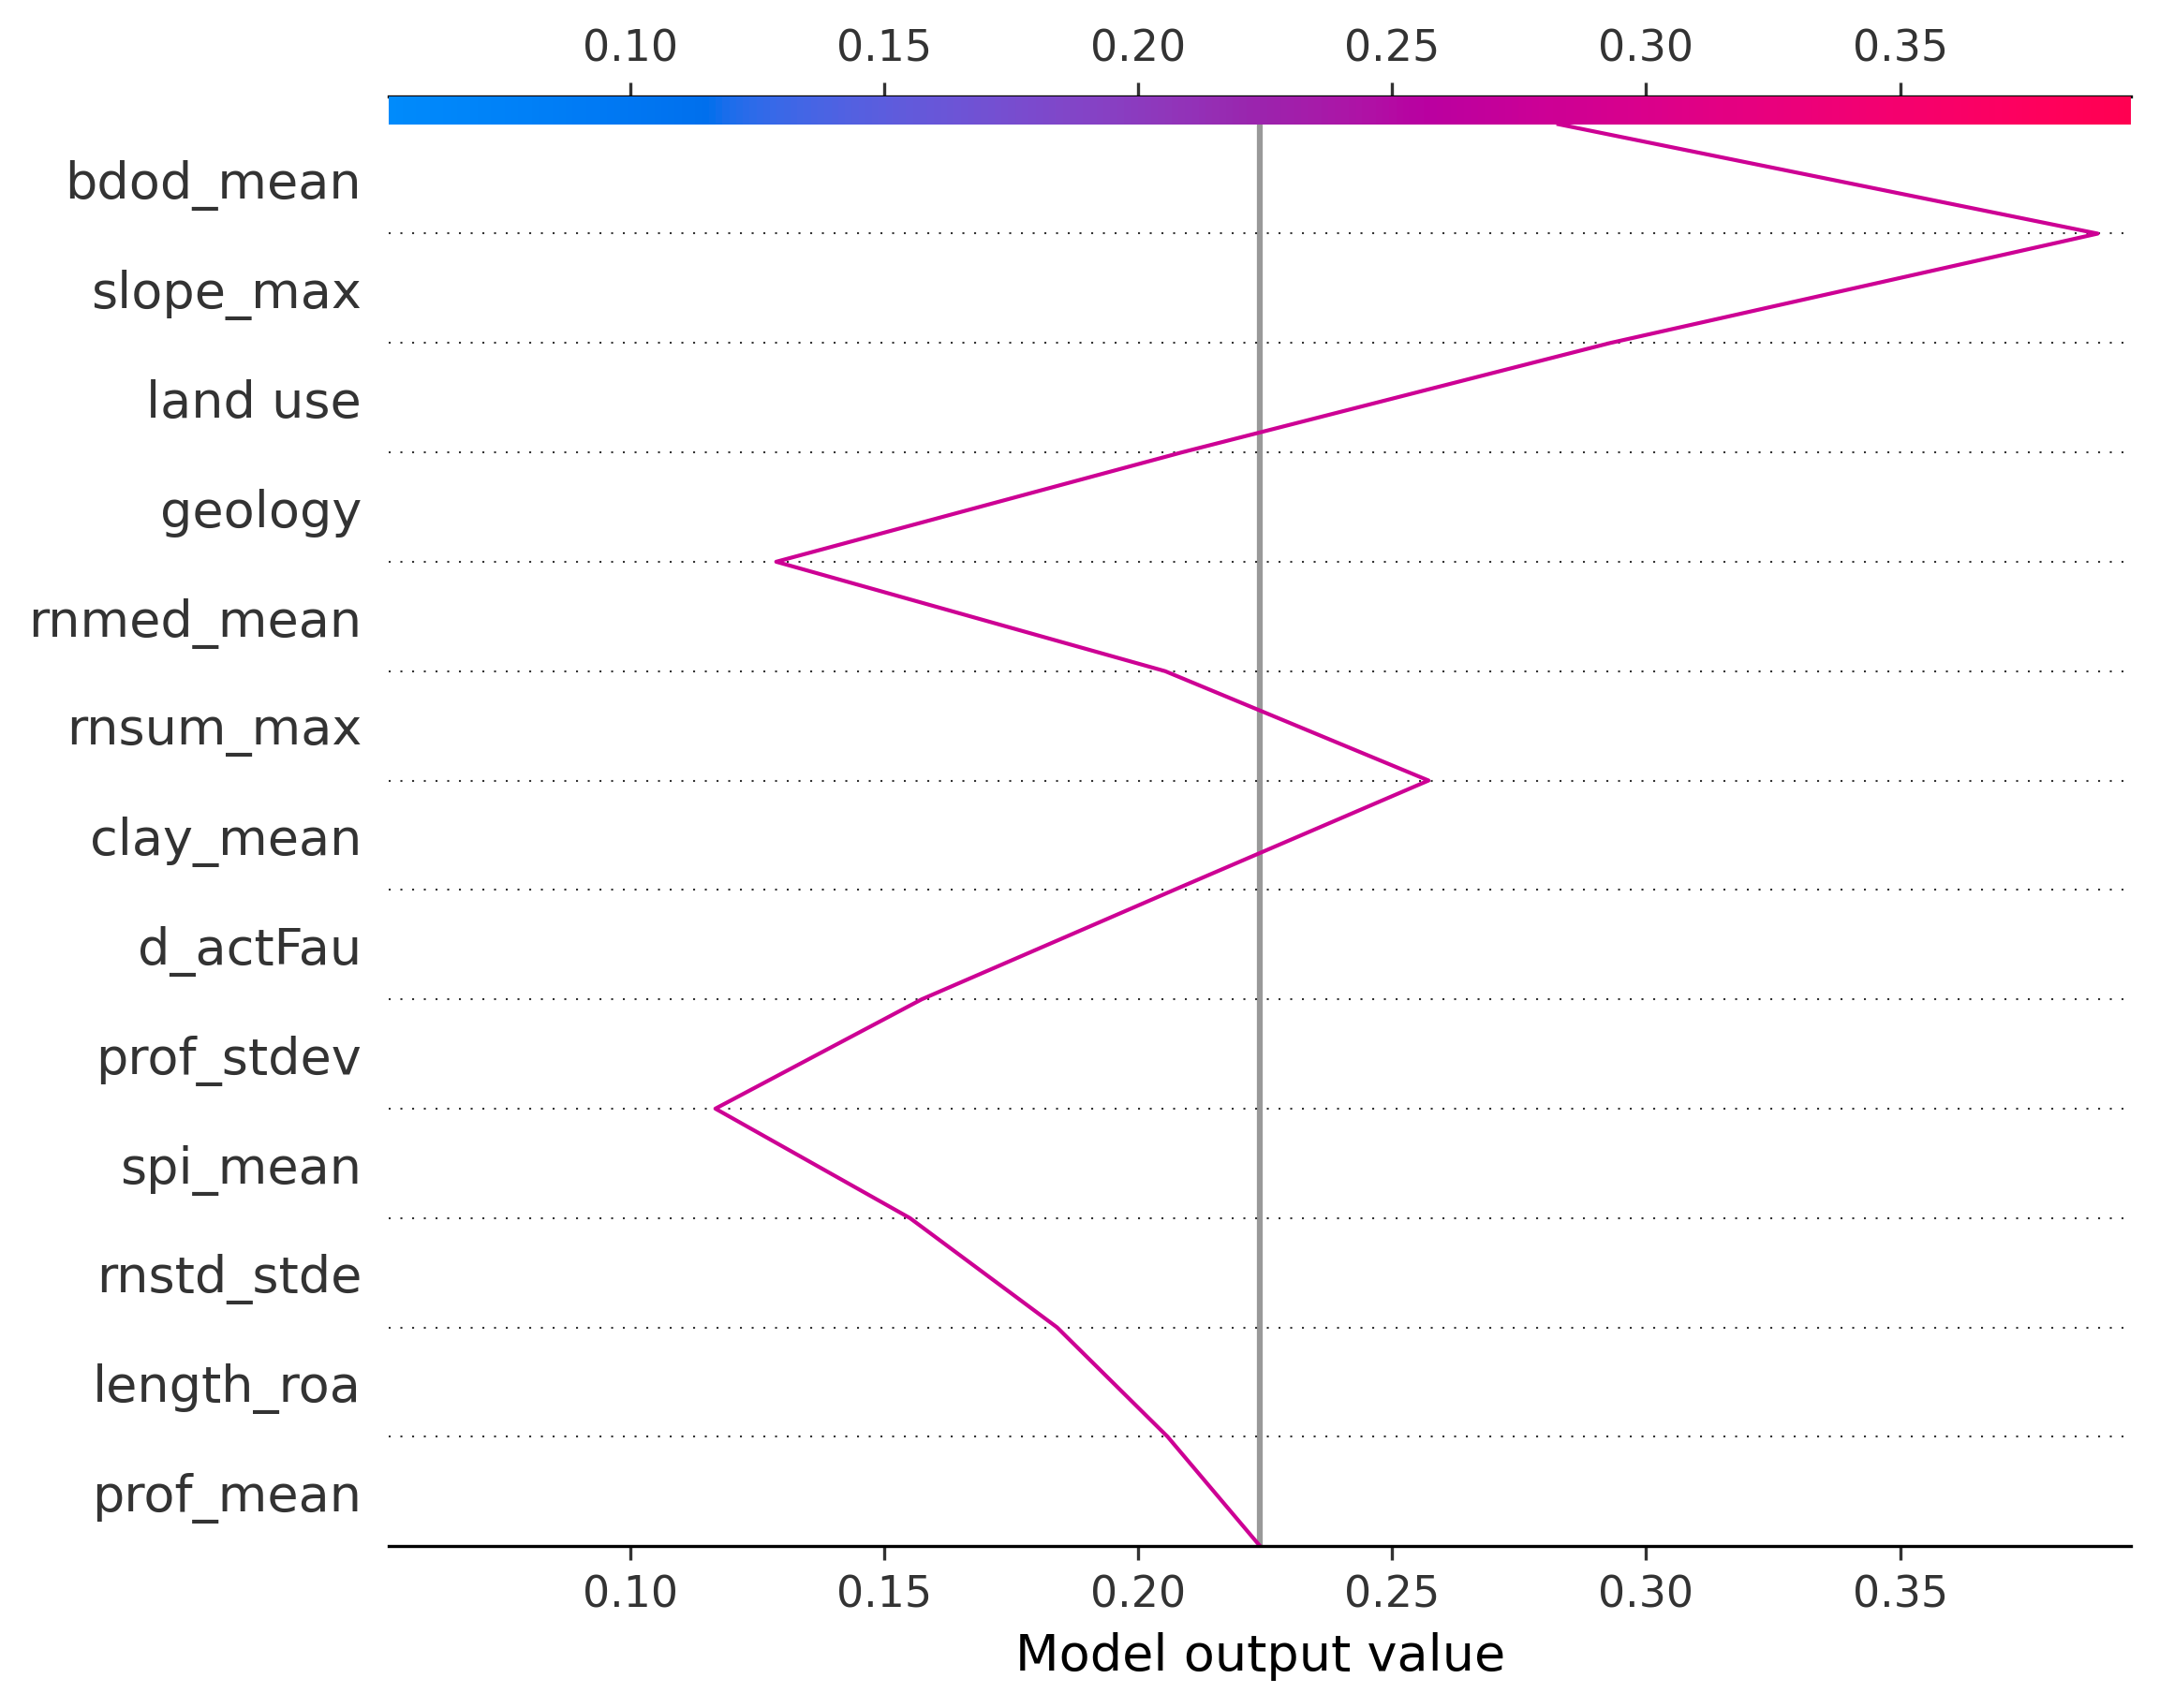 0.10 0.15 0.20 0.25 0.30 0.35
bdod_mean
slope_max
land use
geology
rnmed_mean
rnsum_max
clay_mean
d_actFau
prof_stdev
spi_mean
rnstd_stde
length_roa
prof_mean
0.10 0.15 0.20 0.25 0.30 0.35
Model output value